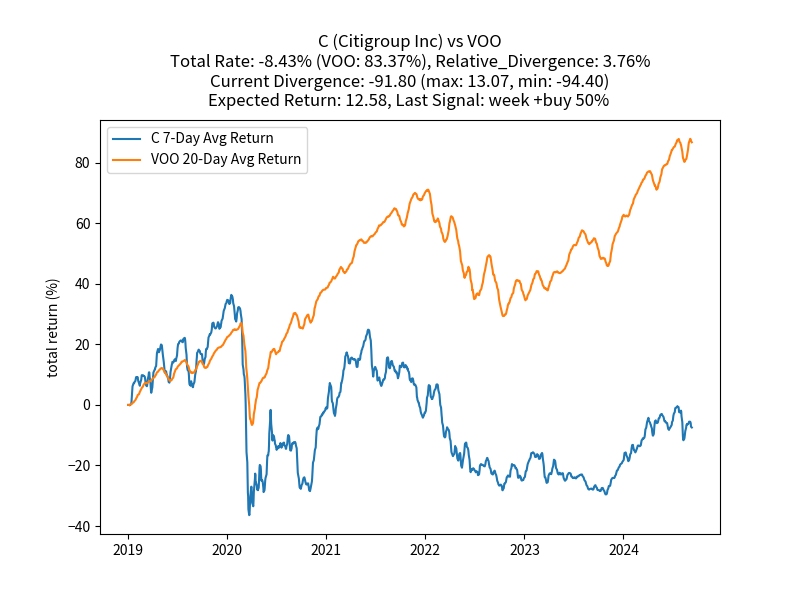 C (Citigroup Inc) vs VOO
Total Rate: -8.43% (VOO: 83.37%), Relative_Divergence: 3.76%
Current Divergence: -91.80 (max: 13.07, min: -94.40)
Expected Return: 12.58, Last Signal: week +buy 50%
C 7-Day Avg Return
VOO 20-Day Avg Return
total return (%)
80
60
40
20
0
−20
−40
2019
2020
2021
2022
2023
2024